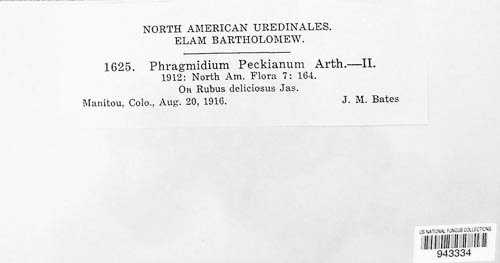 NORTH AMERICAN UREDINALES.
ELAM BARTHOLOMEW.
1625. Phragmidium Peckianum Arth.—II.
1912: North Am. Flora 7: 164.
On Rubus deliciosus Jas.
Manitou, Colo., Aug. 20, 1916. J. M. Bates
US NATIONAL FUNGUS COLLECTIONS
943334